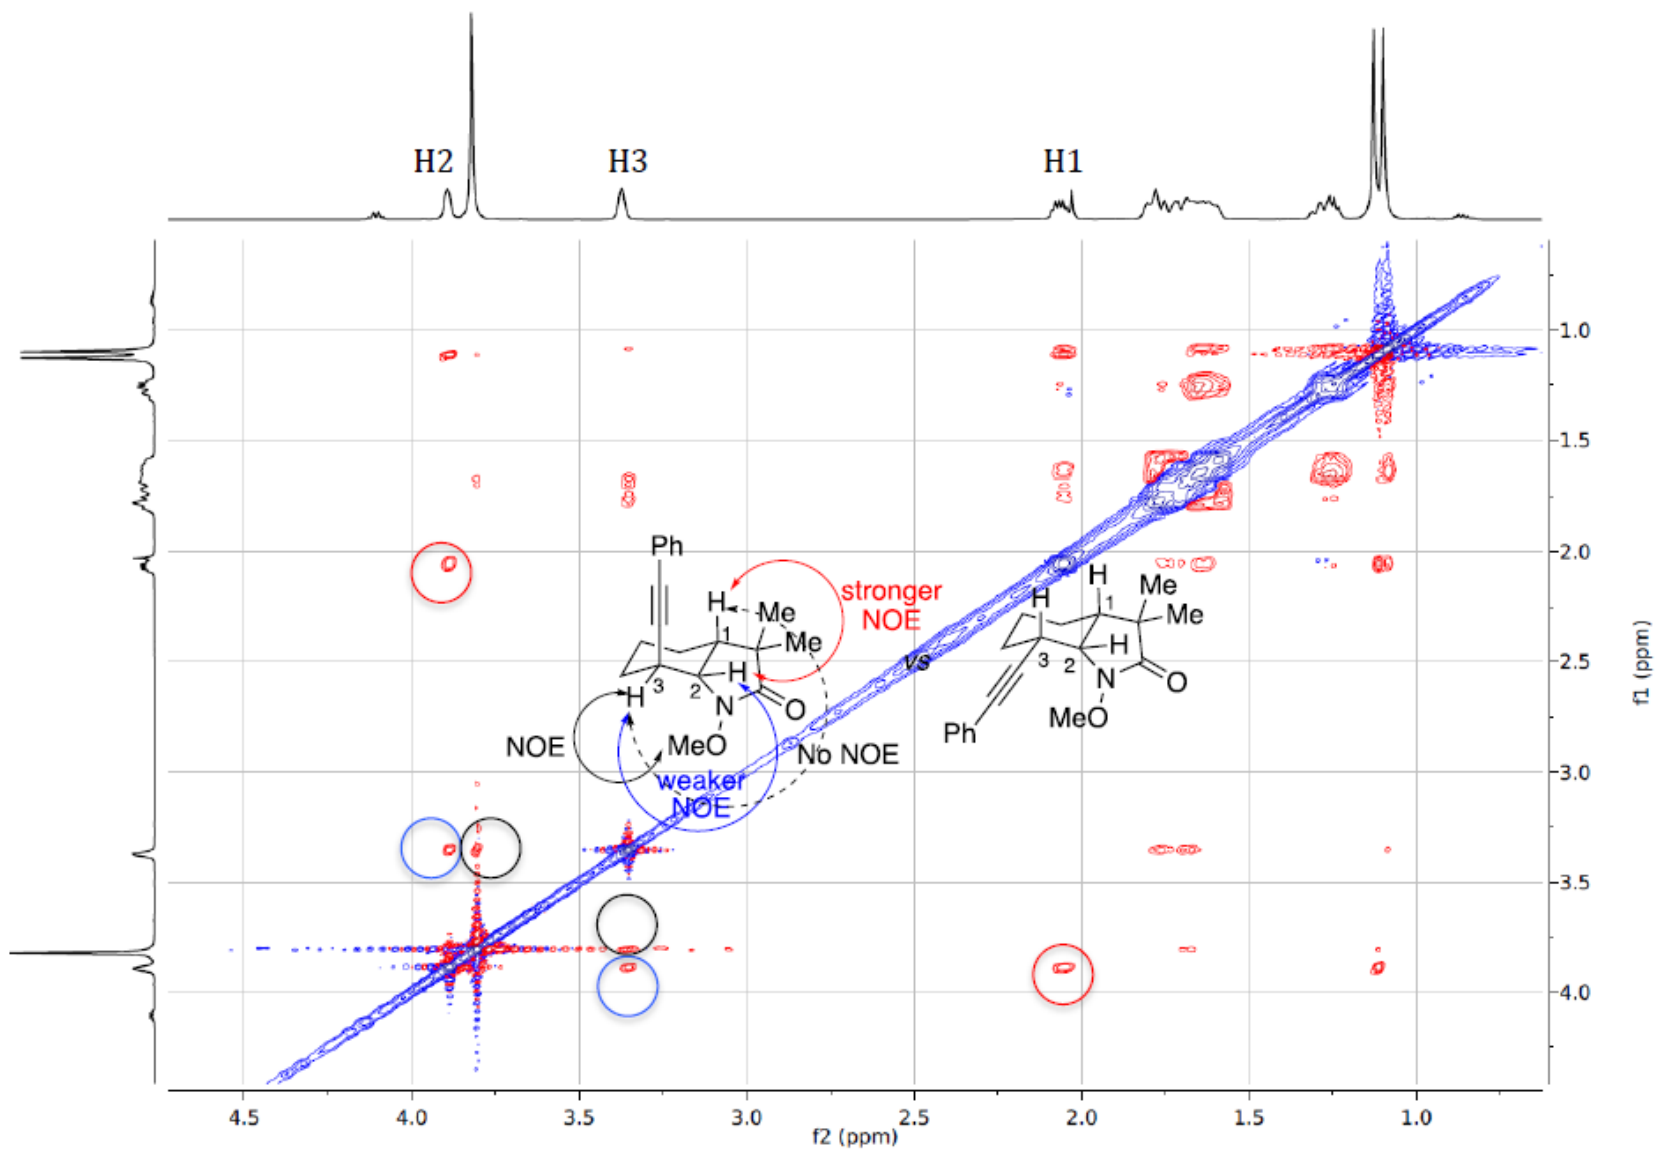 H2 H3 H1
1.0
1.5
Ph
2.0
H stronger
NOE
Me
1
Me
H
3 2
N O
H
NOE MeO No NOE
weaker
NOE
vs
H H Me
1
Me
H
3 2
N O
MeO
Ph
2.5
f1 (ppm)
3.0
3.5
4.0
4.5 4.0 3.5 3.0 2.5 2.0 1.5 1.0
f2 (ppm)